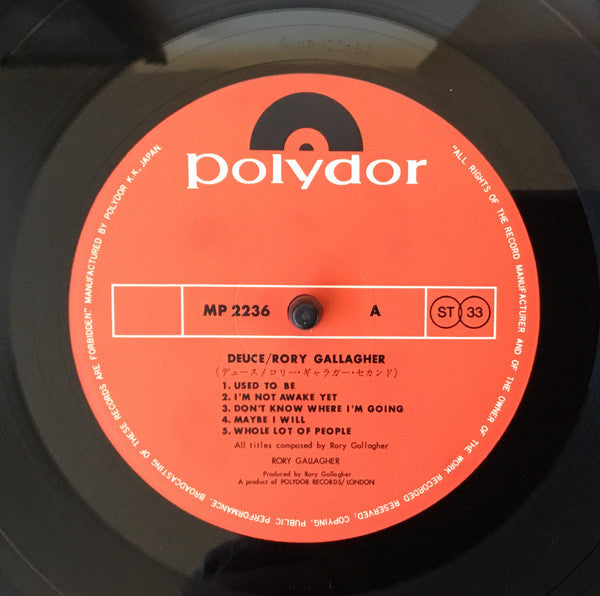 polydor
MP 2236
A
ST 33
DEUCE/RORY GALLAGHER
(デュース/ロリー・ギャラガー・セカンド)
1. USED TO BE
2. I'M NOT AWAKE YET
3. DON'T KNOW WHERE I'M GOING
4. MAYBE I WILL
5. WHOLE LOT OF PEOPLE
All titles composed by Rory Gallagher
RORY GALLAGHER
Produced by Rory Gallagher
A product of POLYDOR RECORDS/LONDON
"ALL RIGHTS OF THE RECORD MANUFACTURER AND OF THE OWNER OF THE WORK RECORDED RESERVED, COPYING, PUBLIC PERFORMANCE, BROADCASTING OF THESE RECORDS ARE FORBIDDEN." MANUFACTURED BY POLYDOR K.K., JAPAN.